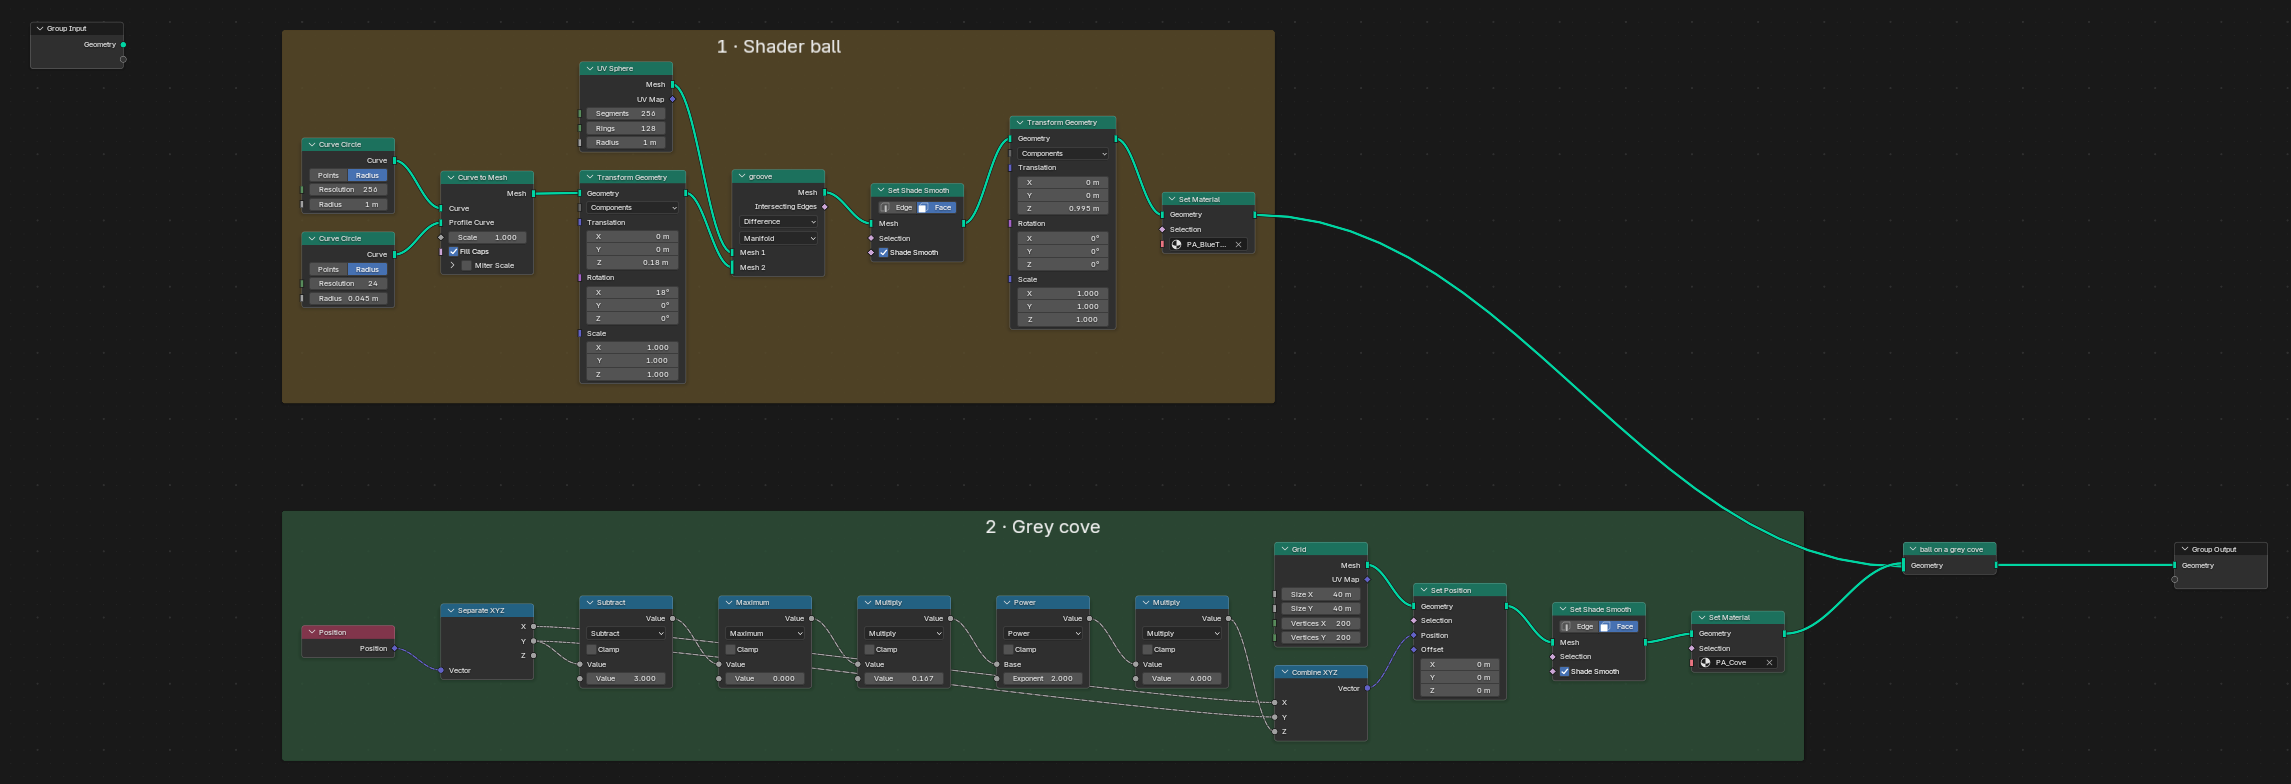 Group Input
Geometry
1 · Shader ball
UV Sphere
Mesh
UV Map
Segments 256
Rings 128
Radius 1 m
Curve Circle
Curve
Points Radius
Resolution 256
Radius 1 m
Curve Circle
Curve
Points Radius
Resolution 24
Radius 0.045 m
Curve to Mesh
Mesh
Curve
Profile Curve
Scale 1.000
Fill Caps
Miter Scale
Transform Geometry
Geometry
Components
Translation
X 0 m
Y 0 m
Z 0.18 m
Rotation
X 18°
Y 0°
Z 0°
Scale
X 1.000
Y 1.000
Z 1.000
groove
Mesh
Intersecting Edges
Difference
Manifold
Mesh 1
Mesh 2
Set Shade Smooth
Edge Face
Mesh
Selection
Shade Smooth
Transform Geometry
Geometry
Components
Translation
X 0 m
Y 0 m
Z 0.995 m
Rotation
X 0°
Y 0°
Z 0°
Scale
X 1.000
Y 1.000
Z 1.000
Set Material
Geometry
Selection
PA_BlueT...
2 · Grey cove
Position
Position
Separate XYZ
X
Y
Z
Vector
Subtract
Value
Subtract
Clamp
Value
Value 3.000
Maximum
Value
Maximum
Clamp
Value
Value 0.000
Multiply
Value
Multiply
Clamp
Value
Value 0.167
Power
Value
Power
Clamp
Base
Exponent 2.000
Multiply
Value
Multiply
Clamp
Value
Value 6.000
Grid
Mesh
UV Map
Size X 40 m
Size Y 40 m
Vertices X 200
Vertices Y 200
Combine XYZ
Vector
X
Y
Z
Set Position
Geometry
Selection
Position
Offset
X 0 m
Y 0 m
Z 0 m
Set Shade Smooth
Edge Face
Mesh
Selection
Shade Smooth
Set Material
Geometry
Selection
PA_Cove
ball on a grey cove
Geometry
Group Output
Geometry